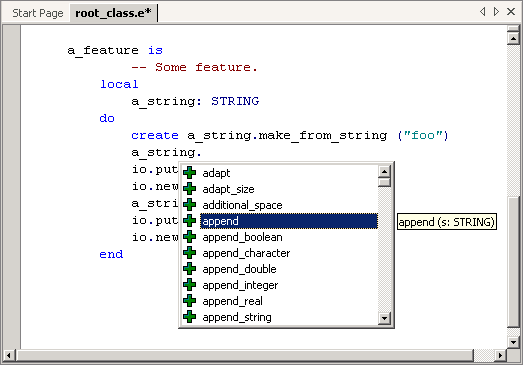 Start Page root_class.e*
a_feature is
-- Some feature.
local
a_string: STRING
do
create a_string.make_from_string ("foo")
a_string.
io.put
io.new
a_stri
io.put
io.new
end
adapt
adapt_size
additional_space
append
append_boolean
append_character
append_double
append_integer
append_real
append_string
append (s: STRING)